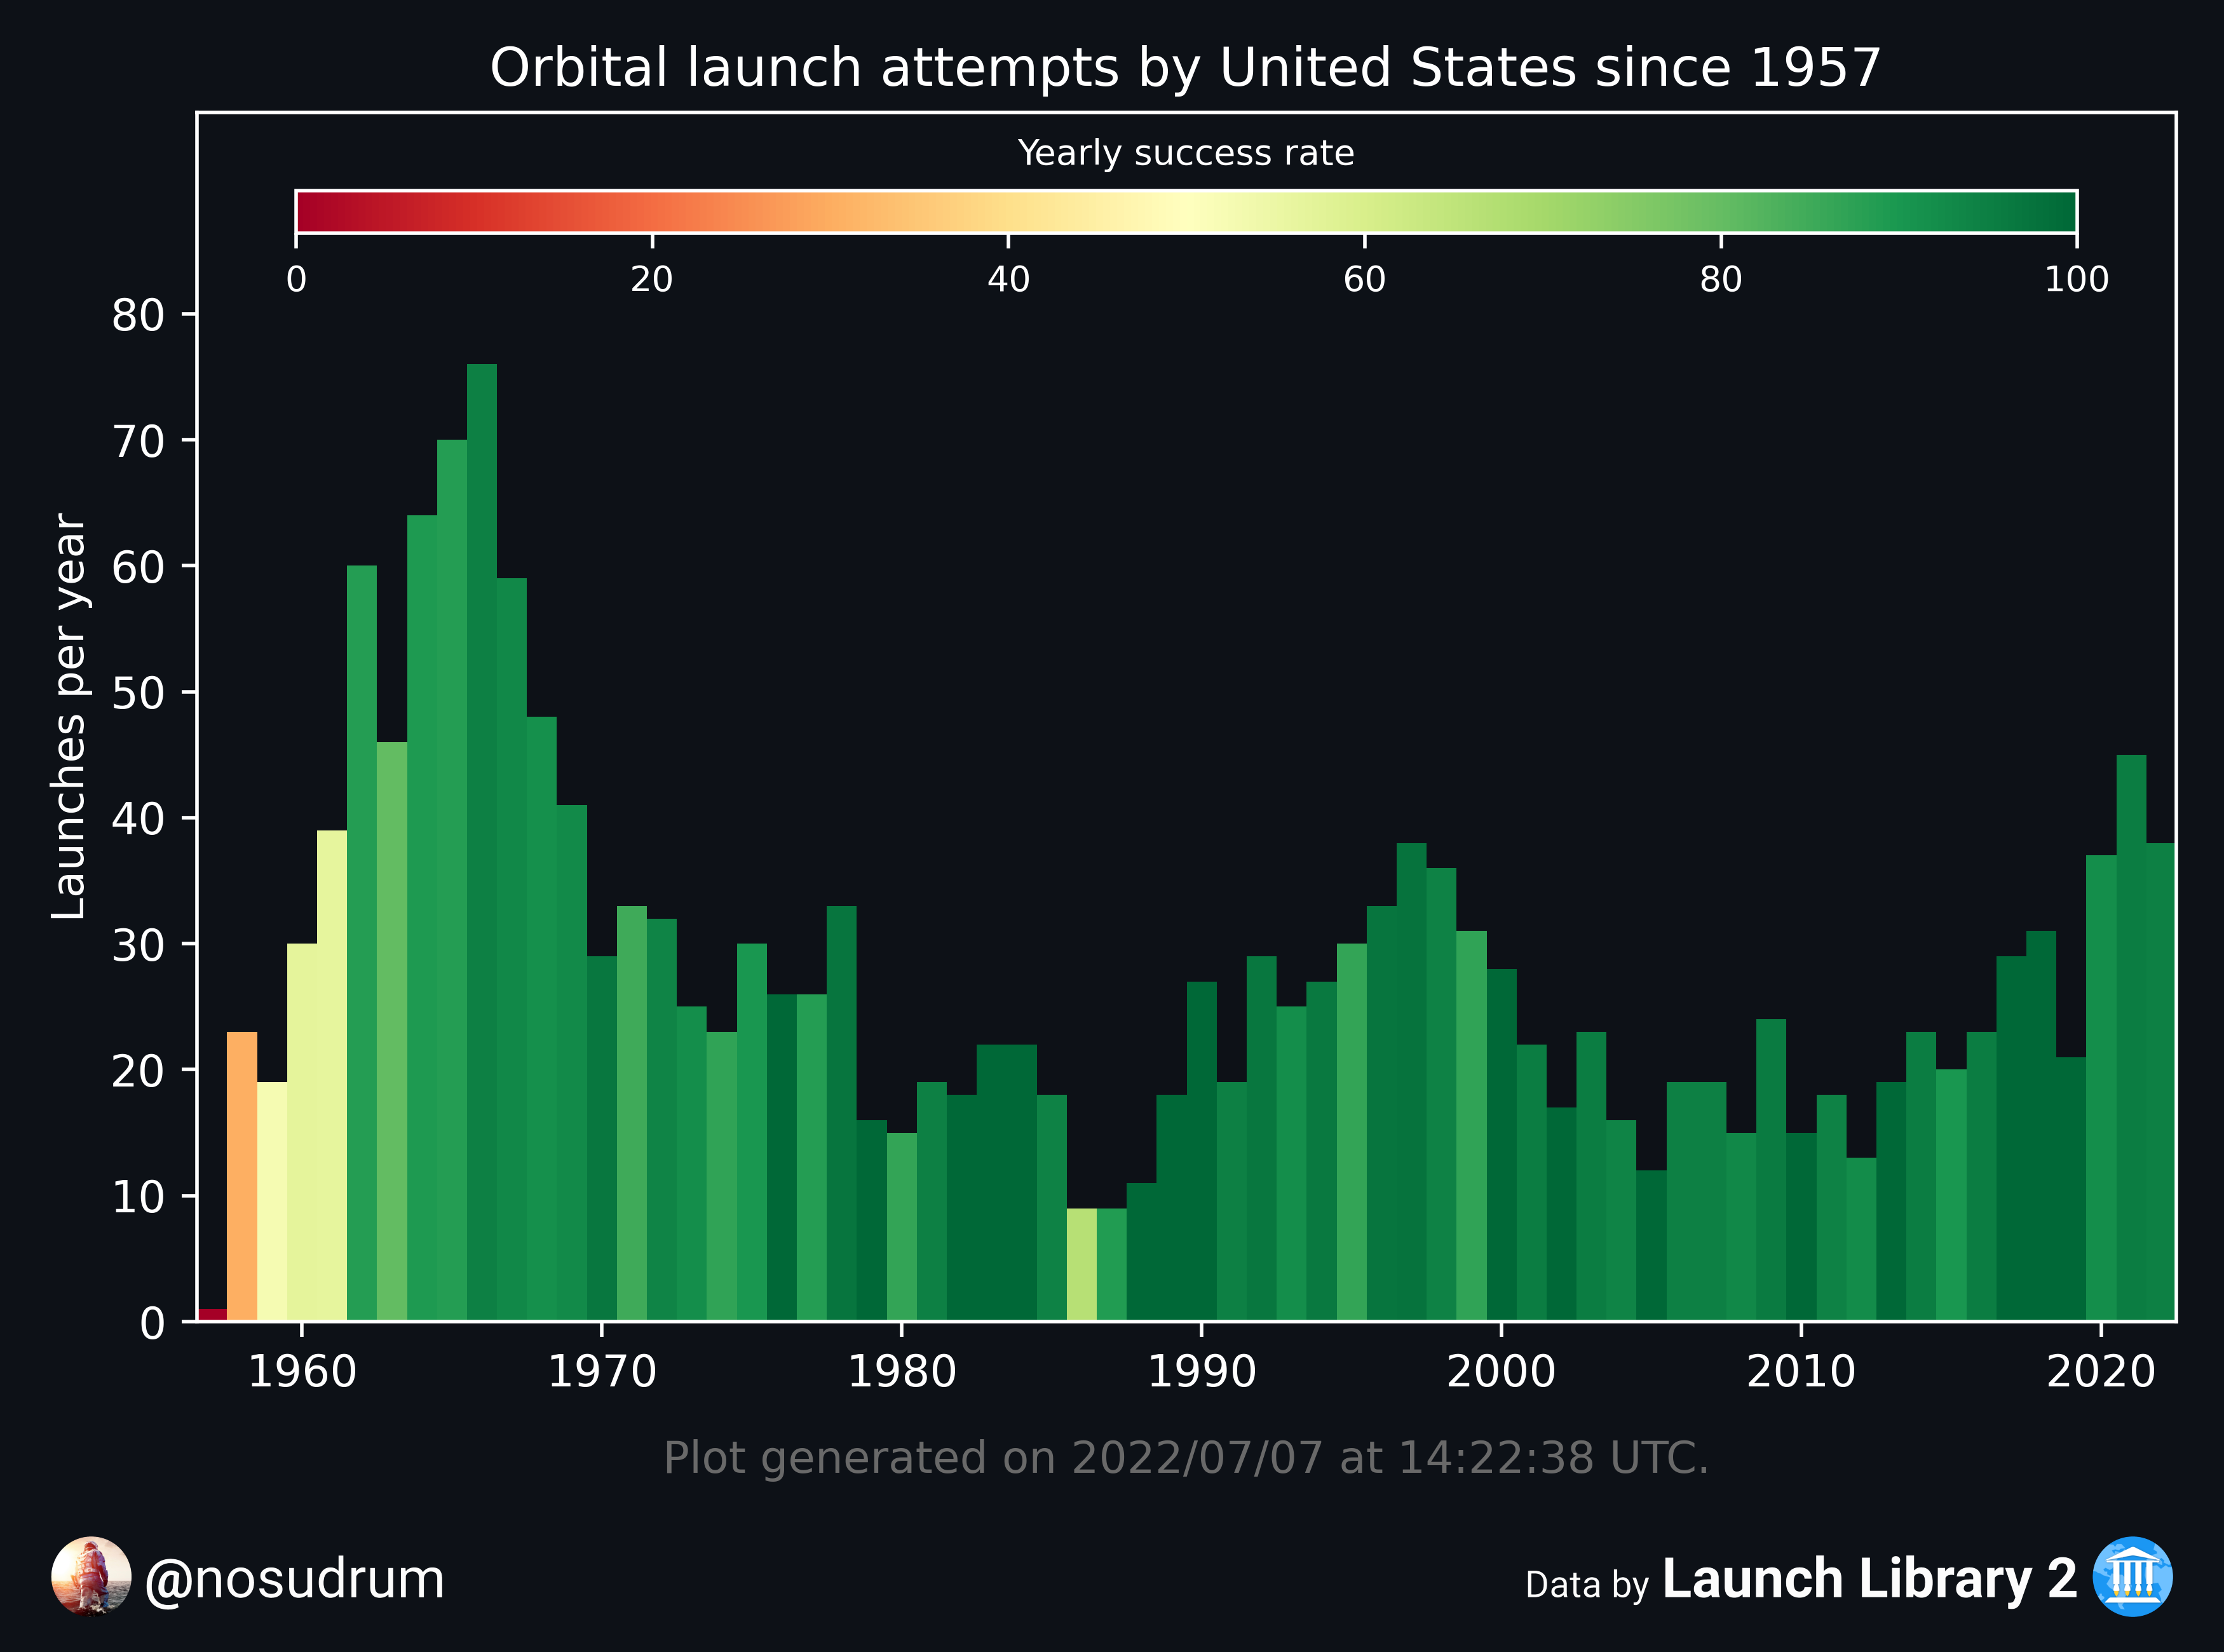 Orbital launch attempts by United States since 1957
Yearly success rate
0 20 40 60 80 100
80
70
60
50
40
30
20
10
0
Launches per year
1960 1970 1980 1990 2000 2010 2020
Plot generated on 2022/07/07 at 14:22:38 UTC.
@nosudrum
Data by Launch Library 2